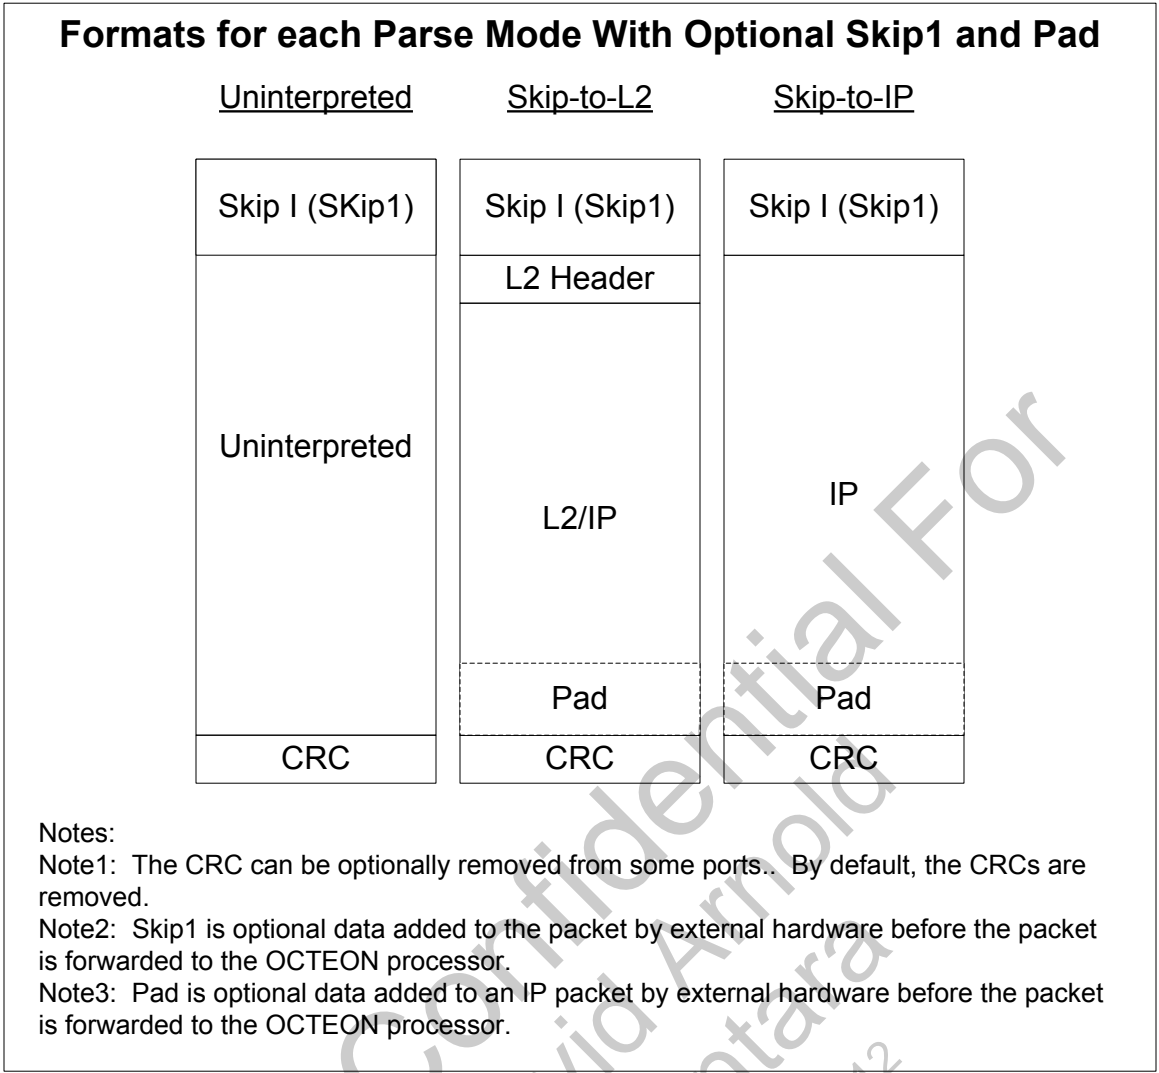 Formats for each Parse Mode With Optional Skip1 and Pad
Uninterpreted Skip-to-L2 Skip-to-IP
Skip I (SKip1) Skip I (Skip1) Skip I (Skip1)
L2 Header
Uninterpreted
IP
L2/IP
Pad Pad
CRC CRC CRC
Notes:
Note1: The CRC can be optionally removed from some ports.. By default, the CRCs are
removed.
Note2: Skip1 is optional data added to the packet by external hardware before the packet
is forwarded to the OCTEON processor.
Note3: Pad is optional data added to an IP packet by external hardware before the packet
is forwarded to the OCTEON processor.
Confidential For
Arnold